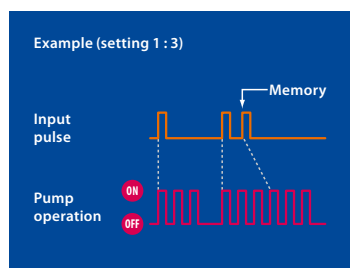 Example (setting 1 : 3)
Memory
Input
pulse
Pump
operation
ON
OFF